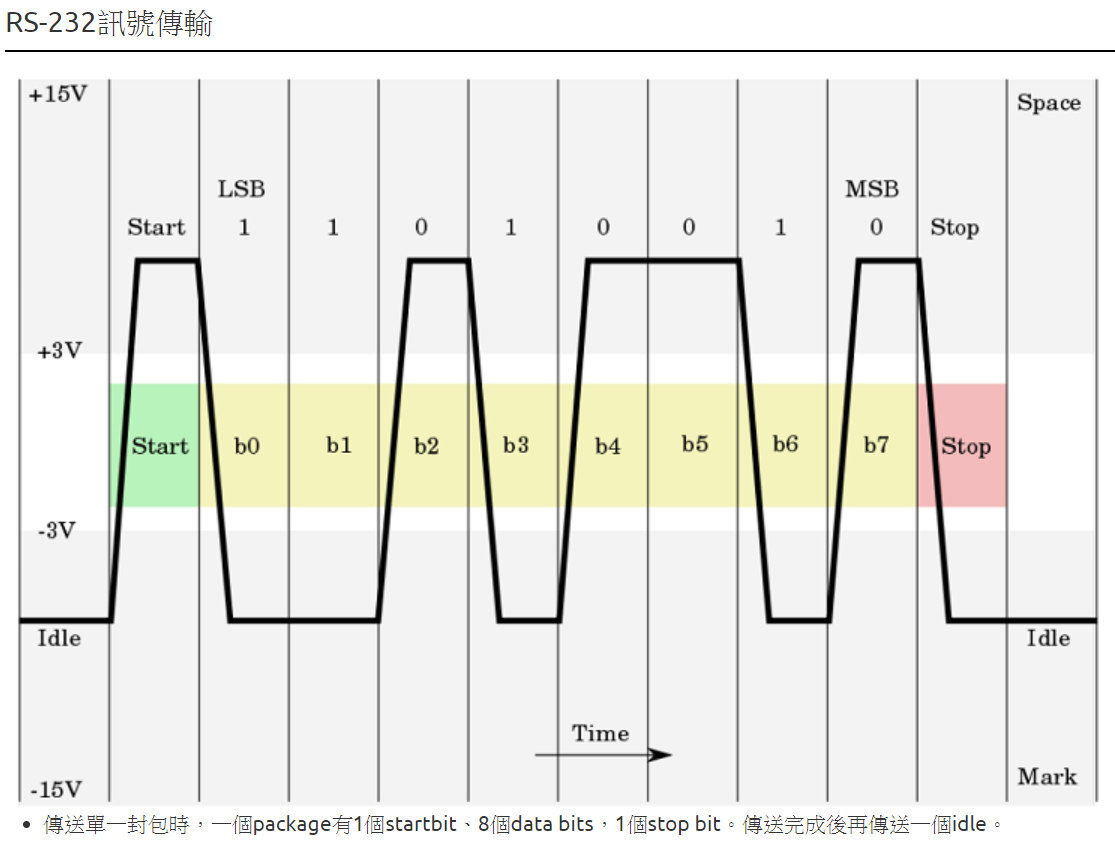 RS-232訊號傳輸
+15V
Space
LSB
MSB
Start 1 1 0 1 0 0 1 0 Stop
+3V
Start b0 b1 b2 b3 b4 b5 b6 b7 Stop
-3V
Idle
Idle
Time
-15V
Mark
• 傳送單一封包時，一個package有1個startbit、8個data bits，1個stop bit。傳送完成後再傳送一個idle。